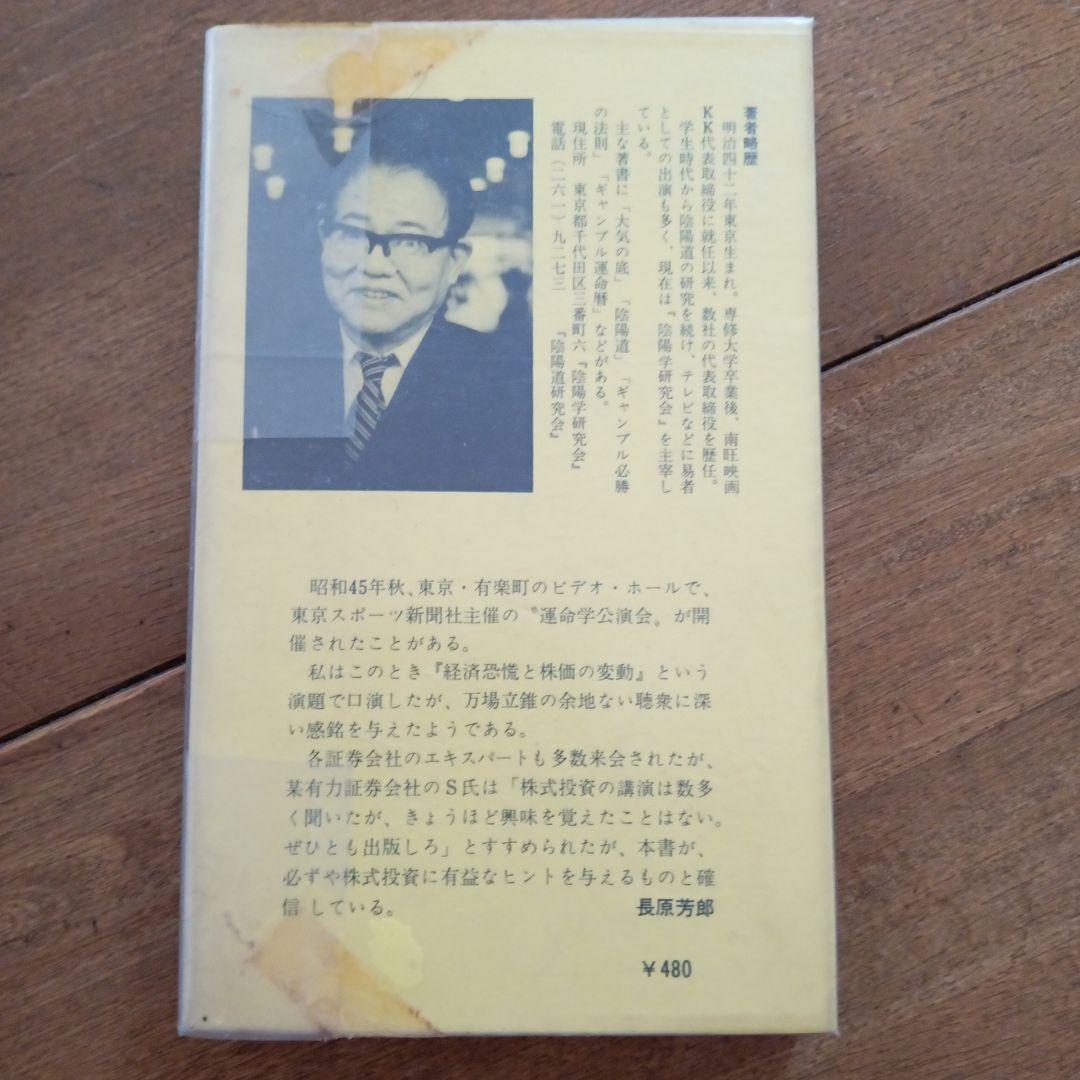 著者略歴
明治四十二年東京生まれ。専修大学卒業後、南旺映画
KK代表取締役に就任以来、数社の代表取締役を歴任。
学生時代から陰陽道の研究を続け、テレビなどに易者
としての出演も多く、現在は『陰陽学研究会』を主宰し
ている。
主な著書に「大気の底」「陰陽道」「ギャンブル必勝
の法則」「ギャンブル運命暦」などがある。
現住所 東京都千代田区三番町六『陰陽学研究会』
電話(二六一)九二七三 『陰陽道研究会』
昭和45年秋、東京・有楽町のビデオ・ホールで、
東京スポーツ新聞社主催の〝運命学公演会〟が開
催されたことがある。
私はこのとき『経済恐慌と株価の変動』という
演題で口演したが、万場立錐の余地ない聴衆に深
い感銘を与えたようである。
各証券会社のエキスパートも多数来会されたが、
某有力証券会社のS氏は「株式投資の講演は数多
く聞いたが、きょうほど興味を覚えたことはない。
ぜひとも出版しろ」とすすめられたが、本書が、
必ずや株式投資に有益なヒントを与えるものと確
信している。 長原芳郎
¥480